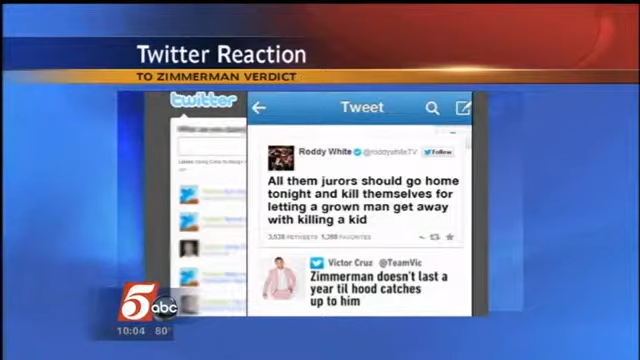 Twitter Reaction
TO ZIMMERMAN VERDICT
twitter
Tweet
Roddy White @roddywhiteTV Follow
All them jurors should go home
tonight and kill themselves for
letting a grown man get away
with killing a kid
RETWEETS FAVORITES
Victor Cruz @TeamVic
Zimmerman doesn't last a
year til hood catches
up to him
5 abc
10:04 80°